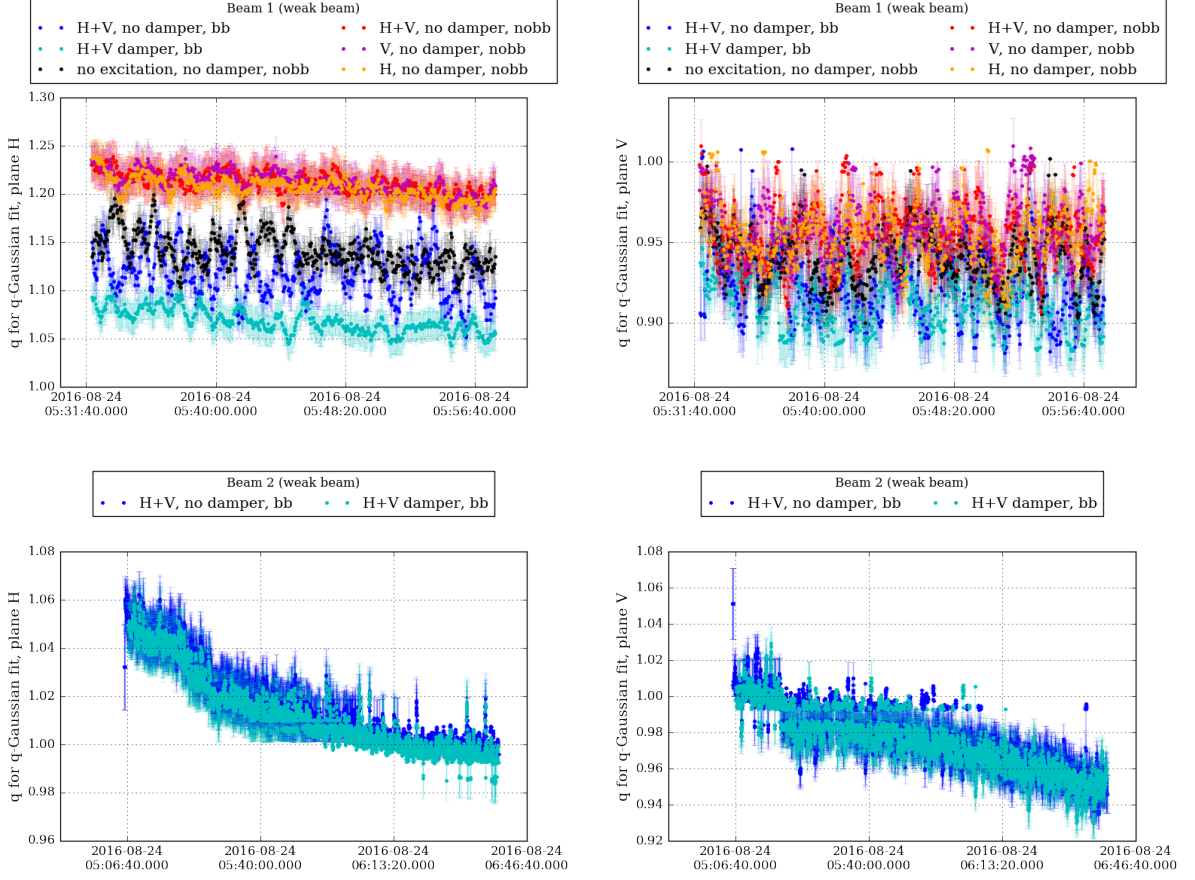 Beam 1 (weak beam)
H+V, no damper, bb
H+V, no damper, nobb
H+V damper, bb
V, no damper, nobb
no excitation, no damper, nobb
H, no damper, nobb
q for q-Gaussian fit, plane H
1.30
1.25
1.20
1.15
1.10
1.05
1.00
2016-08-24
05:31:40.000
2016-08-24
05:40:00.000
2016-08-24
05:48:20.000
2016-08-24
05:56:40.000
Beam 1 (weak beam)
H+V, no damper, bb
H+V, no damper, nobb
H+V damper, bb
V, no damper, nobb
no excitation, no damper, nobb
H, no damper, nobb
q for q-Gaussian fit, plane V
1.00
0.95
0.90
2016-08-24
05:31:40.000
2016-08-24
05:40:00.000
2016-08-24
05:48:20.000
2016-08-24
05:56:40.000
Beam 2 (weak beam)
H+V, no damper, bb
H+V damper, bb
q for q-Gaussian fit, plane H
1.08
1.06
1.04
1.02
1.00
0.98
0.96
2016-08-24
05:06:40.000
2016-08-24
05:40:00.000
2016-08-24
06:13:20.000
2016-08-24
06:46:40.000
Beam 2 (weak beam)
H+V, no damper, bb
H+V damper, bb
q for q-Gaussian fit, plane V
1.08
1.06
1.04
1.02
1.00
0.98
0.96
0.94
0.92
2016-08-24
05:06:40.000
2016-08-24
05:40:00.000
2016-08-24
06:13:20.000
2016-08-24
06:46:40.000